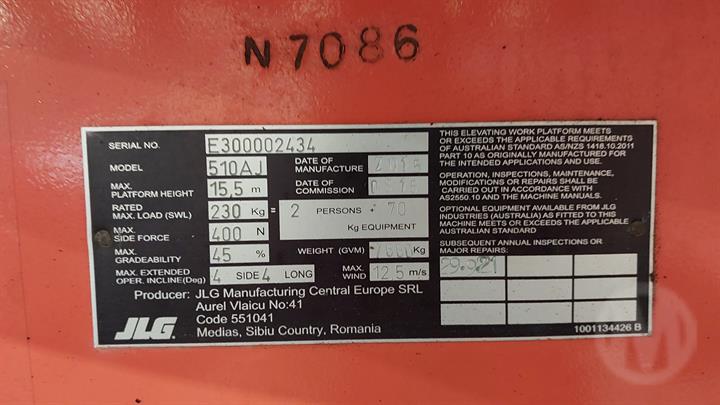 N7086
SERIAL NO. E300002434
MODEL 510AJ
DATE OF MANUFACTURE
MAX. PLATFORM HEIGHT 15,5 m
DATE OF COMMISSION
RATED MAX. LOAD (SWL) 230 Kg = 2 PERSONS + 70 Kg EQUIPMENT
MAX. SIDE FORCE 400 N
MAX. GRADEABILITY 45 %
WEIGHT (GVM) Kg
MAX. EXTENDED OPER. INCLINE(Deg) 4 SIDE 4 LONG
MAX. WIND 12.5 m/s
Producer: JLG Manufacturing Central Europe SRL
Aurel Vlaicu No:41
Code 551041
Medias, Sibiu Country, Romania
JLG
THIS ELEVATING WORK PLATFORM MEETS
OR EXCEEDS THE APPLICABLE REQUIREMENTS
OF AUSTRALIAN STANDARD AS/NZS 1418.10.2011
PART 10 AS ORIGINALLY MANUFACTURED FOR
THE INTENDED APPLICATIONS AND USE.
OPERATION, INSPECTIONS, MAINTENANCE,
MODIFICATIONS OR REPAIRS SHALL BE
CARRIED OUT IN ACCORDANCE WITH
AS2550.10 AND THE MACHINE MANUALS.
OPTIONAL EQUIPMENT AVAILABLE FROM JLG
INDUSTRIES (AUSTRALIA) AS FITTED TO THIS
MACHINE MEETS OR EXCEEDS THE APPLICABLE
AUSTRALIAN STANDARD
SUBSEQUENT ANNUAL INSPECTIONS OR
MAJOR REPAIRS:
1001134426 B
M